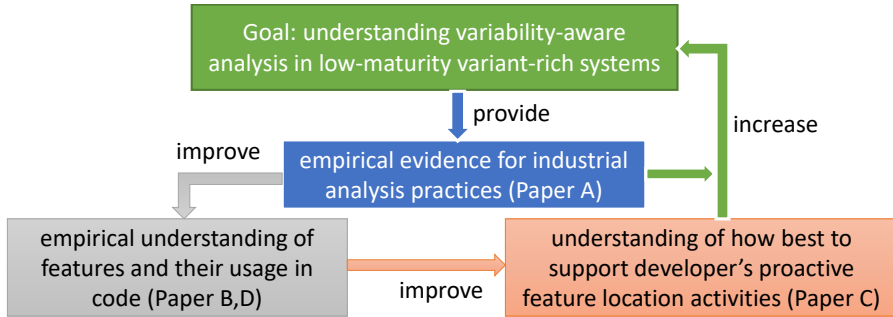 Goal: understanding variability-aware
analysis in low-maturity variant-rich systems
provide
increase
improve
empirical evidence for industrial
analysis practices (Paper A)
empirical understanding of
features and their usage in
code (Paper B,D)
improve
understanding of how best to
support developer's proactive
feature location activities (Paper C)